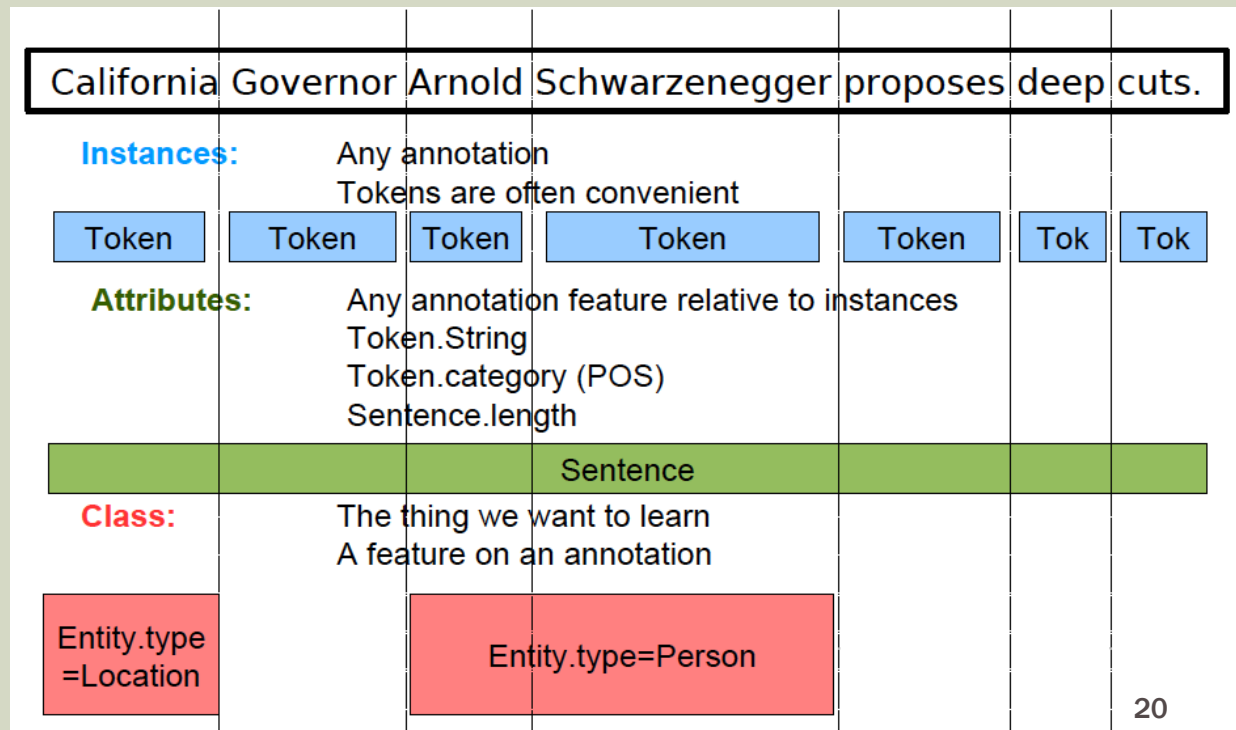 California Governor Arnold Schwarzenegger proposes deep cuts.
Instances: Any annotation
Tokens are often convenient
Token Token Token Token Token Tok Tok
Attributes: Any annotation feature relative to instances
Token.String
Token.category (POS)
Sentence.length
Sentence
Class: The thing we want to learn
A feature on an annotation
Entity.type
=Location
Entity.type=Person
20